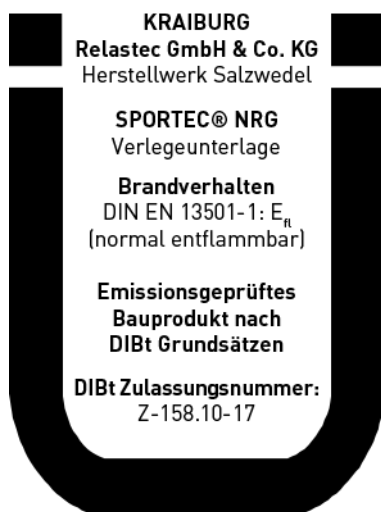 KRAIBURG
Relastec GmbH & Co. KG
Herstellwerk Salzwedel
SPORTEC® NRG
Verlegeunterlage
Brandverhalten
DIN EN 13501-1: Efl
(normal entflammbar)
Emissionsgeprüftes
Bauprodukt nach
DIBt Grundsätzen
DIBt Zulassungsnummer:
Z-158.10-17